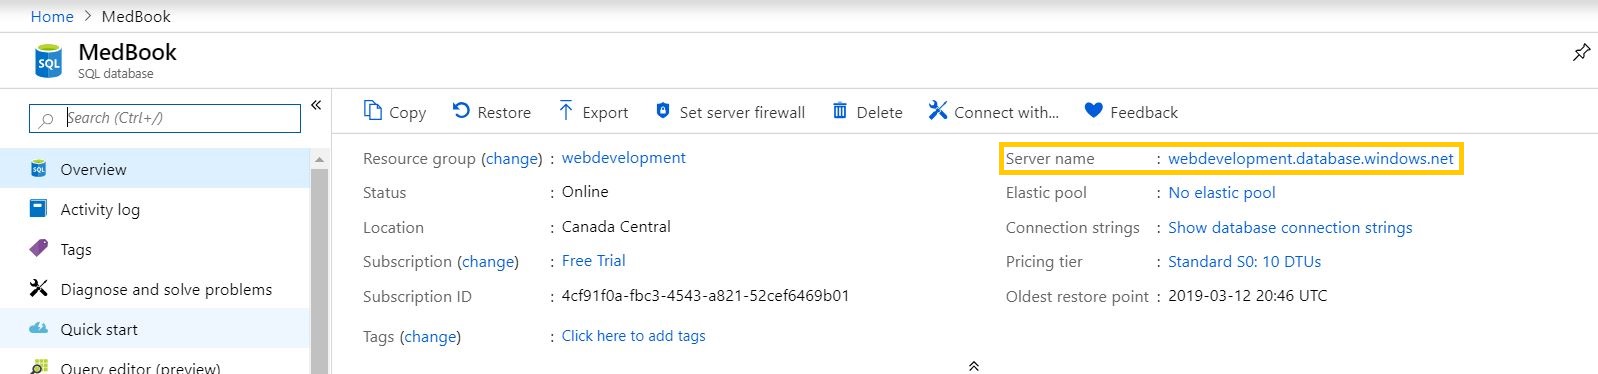 Home > MedBook
MedBook
SQL database
Search (Ctrl+/)
«
Overview
Activity log
Tags
Diagnose and solve problems
Quick start
Query editor (preview)
Copy Restore Export Set server firewall Delete Connect with... Feedback
Resource group (change) : webdevelopment
Status : Online
Location : Canada Central
Subscription (change) : Free Trial
Subscription ID : 4cf91f0a-fbc3-4543-a821-52cef6469b01
Tags (change) : Click here to add tags
Server name : webdevelopment.database.windows.net
Elastic pool : No elastic pool
Connection strings : Show database connection strings
Pricing tier : Standard S0: 10 DTUs
Oldest restore point : 2019-03-12 20:46 UTC